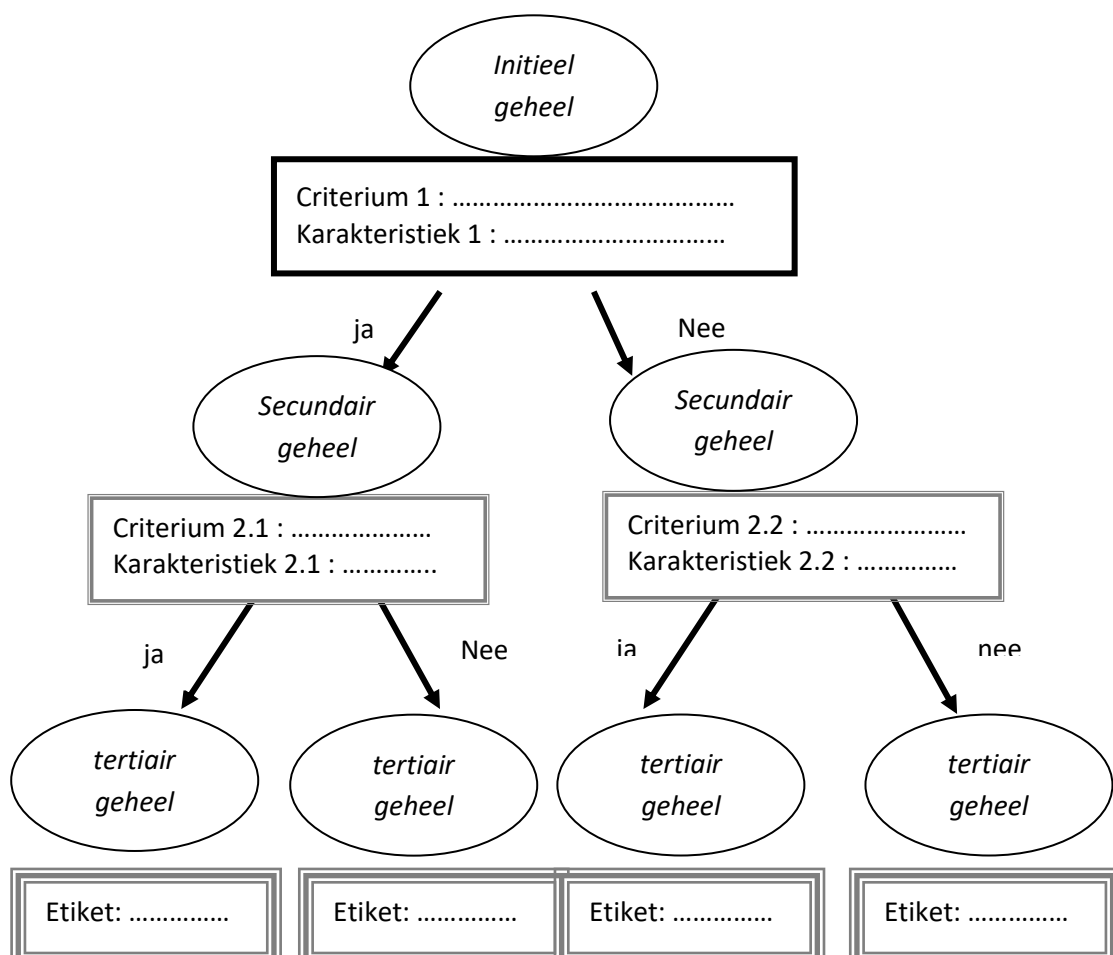 Initieel
geheel
Criterium 1 : ……………………………………
Karakteristiek 1 : ……………………………
ja
Nee
Secundair
geheel
Secundair
geheel
Criterium 2.1 : …………………
Karakteristiek 2.1 : …………..
Criterium 2.2 : ……………………
Karakteristiek 2.2 : ……………
ja
Nee
ja
nee
tertiair
geheel
tertiair
geheel
tertiair
geheel
tertiair
geheel
Etiket: ……………
Etiket: ……………
Etiket: ……………
Etiket: ……………